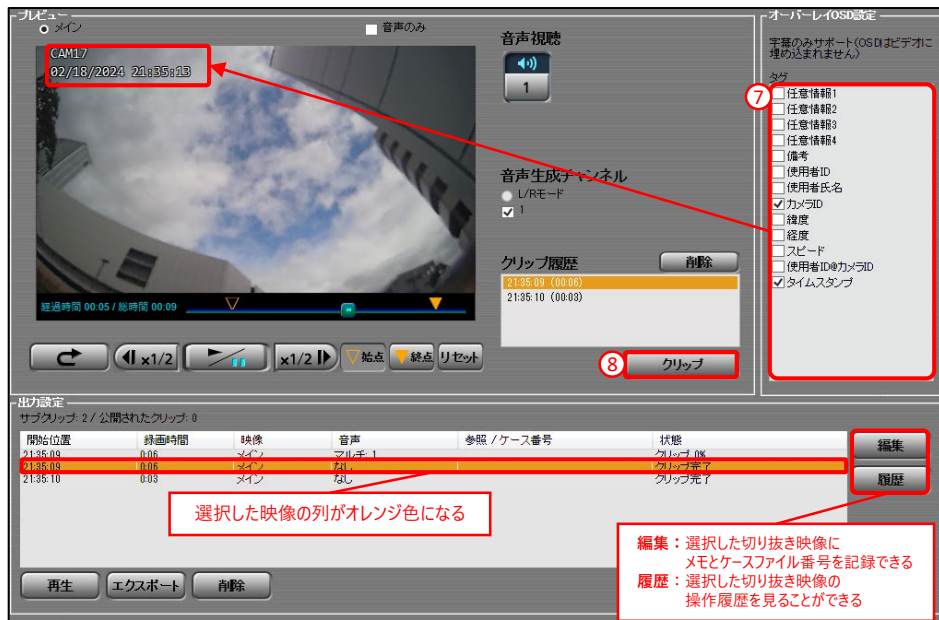 プレビュー
メイン
音声のみ
CAM17
02/18/2024 21:35:13
経過時間 00:05 / 総時間 00:09
x1/2
x1/2
始点
終点
リセット
音声視聴
1
音声生成チャンネル
L/Rモード
1
クリップ履歴
削除
21:35:09 (00:06)
21:35:10 (00:03)
⑧
クリップ
オーバーレイOSD設定
字幕のみサポート(OSDはビデオに
埋め込まれません)
タグ
⑦
任意情報1
任意情報2
任意情報3
任意情報4
備考
使用者ID
使用者氏名
カメラID
緯度
経度
スピード
使用者ID@カメラID
タイムスタンプ
出力設定
サブクリップ: 2 / 公開されたクリップ: 0
開始位置 録画時間 映像 音声 参照 / ケース番号 状態
21:35:09 0:06 メイン マルチ: 1 クリップ 0%
21:35:09 0:06 メイン なし クリップ完了
21:35:10 0:03 メイン なし クリップ完了
編集
履歴
選択した映像の列がオレンジ色になる
編集：選択した切り抜き映像に
メモとケースファイル番号を記録できる
履歴：選択した切り抜き映像の
操作履歴を見ることができる
再生
エクスポート
削除